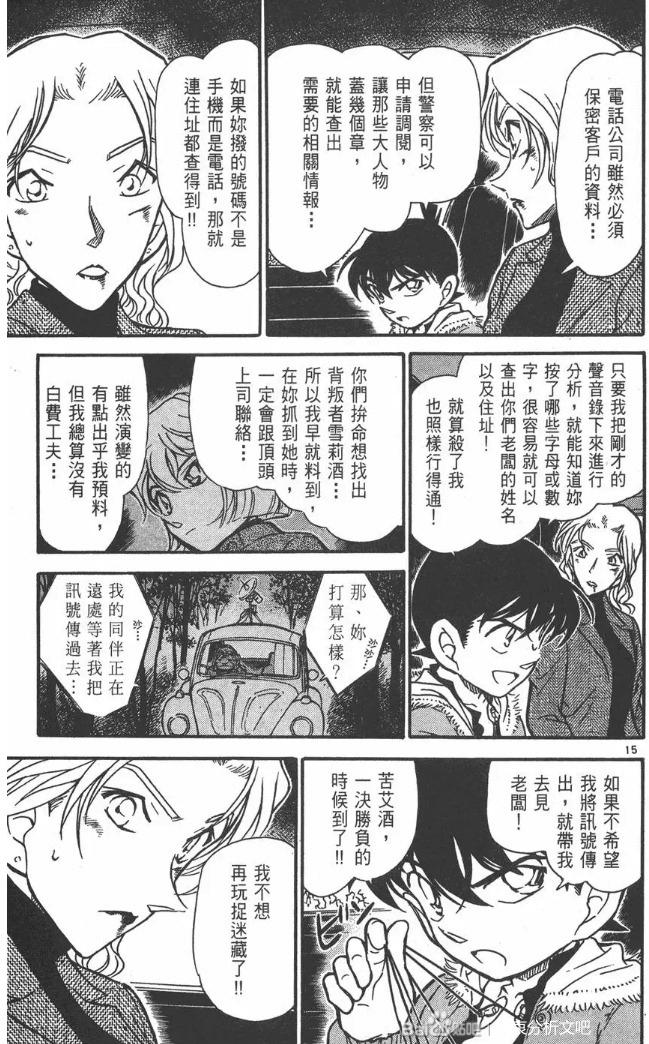 電話公司雖然必須
保密客戶的資料⋯
但警察可以
申請調閱，
讓那些大人物
蓋幾個章，
就能查出
需要的相關情報⋯
如果妳撥的號碼不是
手機而是電話，那就
連住址都查得到!!
只要我把剛才的
聲音錄下來進行
分析，就能知道妳
按了哪些字母或數
字，很容易就可以
查出你們老闆的姓名
以及住址！
就算殺了我
也照樣行得通！
你們拚命想找出
背叛者雪莉酒，
所以我早就料到，
在妳抓到她時，
一定會跟頂頭
上司聯絡⋯
雖然演變的
有點出乎我預料，
但我總算沒有
白費工夫⋯
那、妳
打算怎樣？
沙沙⋯
我的同伴正在
遠處等著我把
訊號傳過去⋯
沙⋯
15
如果不希望
我將訊號傳
出，就帶我
去見
老闆！
苦艾酒，
一決勝負的
時候到了!!
ビン
我不想
再玩捉迷藏了!!
Bai 贴吧
東分析文吧